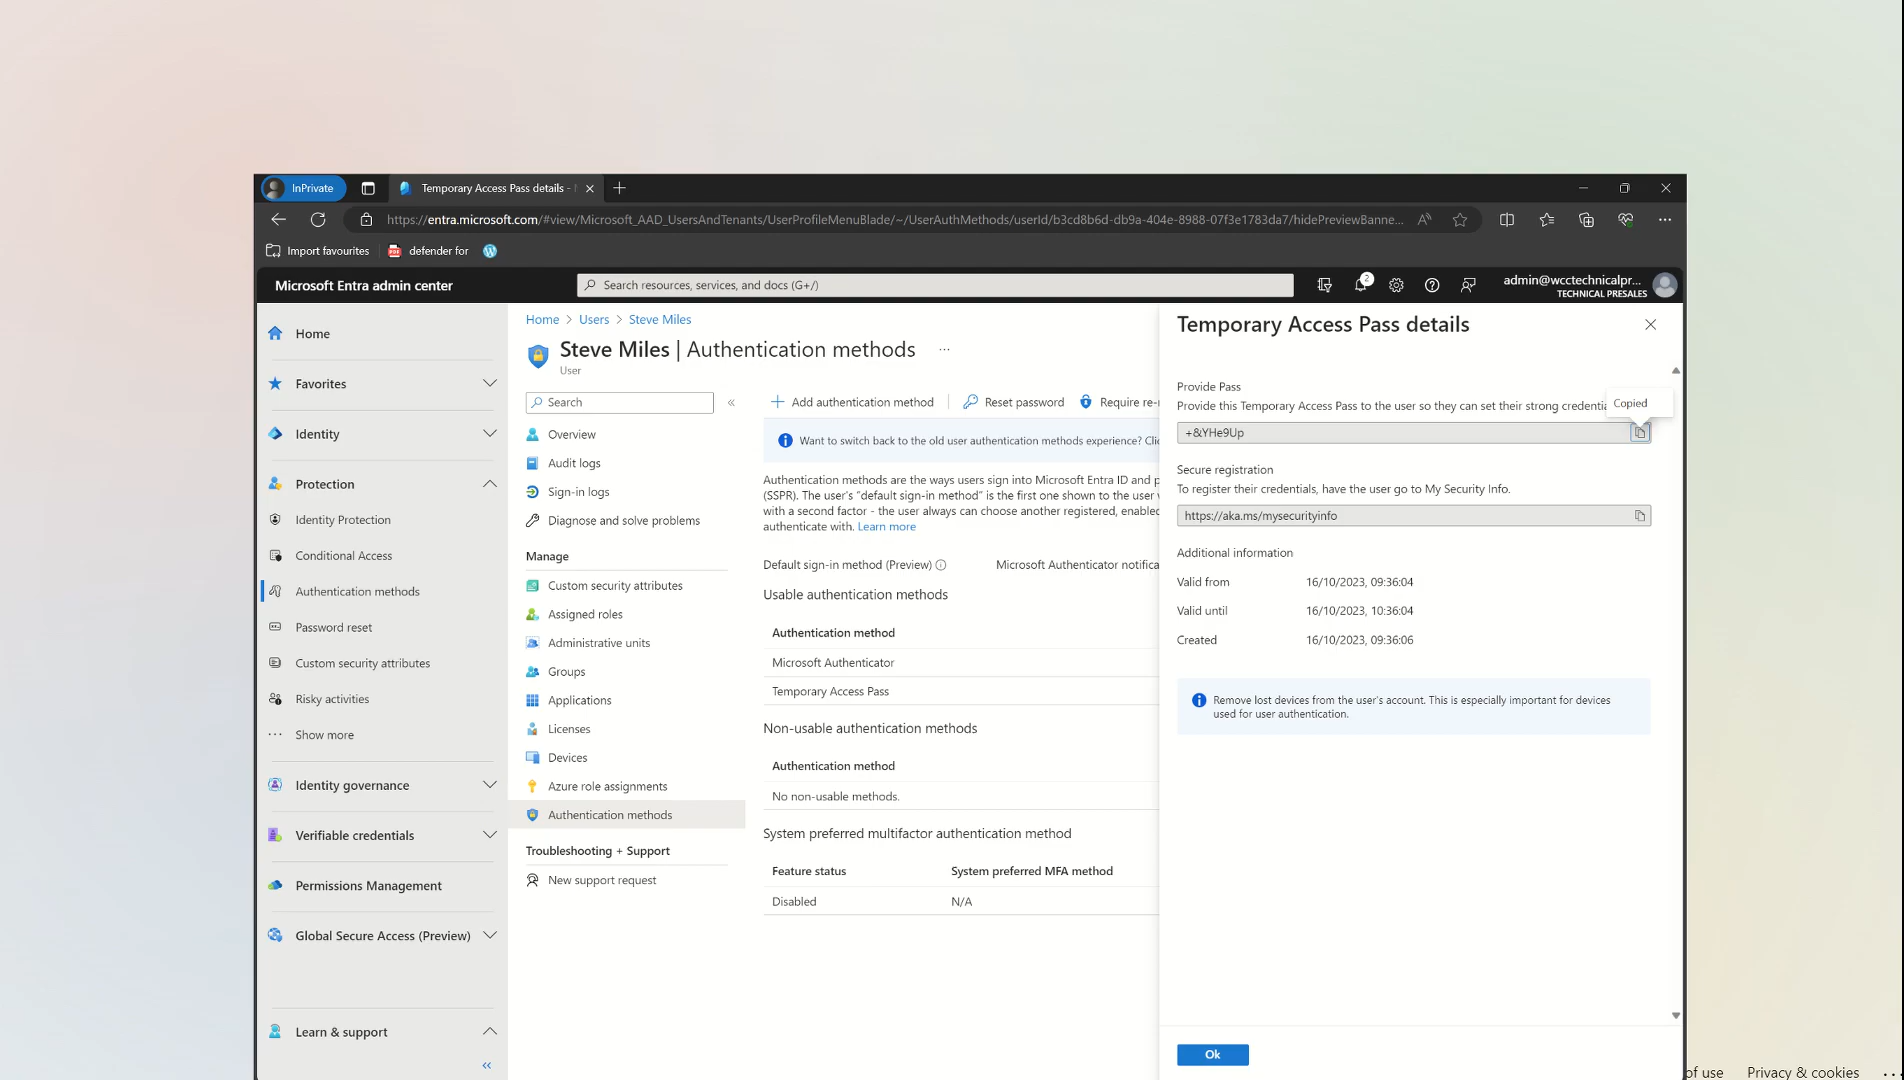 InPrivate
Temporary Access Pass details -
https://entra.microsoft.com/#view/Microsoft_AAD_UsersAndTenants/UserProfileMenuBlade/~/UserAuthMethods/userId/b3cd8b6d-db9a-404e-8988-07f3e1783da7/hidePreviewBanne...
Import favourites
defender for
Microsoft Entra admin center
Search resources, services, and docs (G+/)
2
admin@wcctechnicalpr...
TECHNICAL PRESALES
Home
Favorites
Identity
Protection
Identity Protection
Conditional Access
Authentication methods
Password reset
Custom security attributes
Risky activities
Show more
Identity governance
Verifiable credentials
Permissions Management
Global Secure Access (Preview)
Learn & support
Home > Users > Steve Miles
Steve Miles | Authentication methods ...
User
Search
Overview
Audit logs
Sign-in logs
Diagnose and solve problems
Manage
Custom security attributes
Assigned roles
Administrative units
Groups
Applications
Licenses
Devices
Azure role assignments
Authentication methods
Troubleshooting + Support
New support request
Add authentication method
Reset password
Require re-
Want to switch back to the old user authentication methods experience? Clic
Authentication methods are the ways users sign into Microsoft Entra ID and p
(SSPR). The user's "default sign-in method" is the first one shown to the user
with a second factor - the user always can choose another registered, enabled
authenticate with. Learn more
Default sign-in method (Preview)
Microsoft Authenticator notifica
Usable authentication methods
Authentication method
Microsoft Authenticator
Temporary Access Pass
Non-usable authentication methods
Authentication method
No non-usable methods.
System preferred multifactor authentication method
Feature status
System preferred MFA method
Disabled
N/A
Temporary Access Pass details
Provide Pass
Copied
Provide this Temporary Access Pass to the user so they can set their strong credentia
+&YHe9Up
Secure registration
To register their credentials, have the user go to My Security Info.
https://aka.ms/mysecurityinfo
Additional information
Valid from 16/10/2023, 09:36:04
Valid until 16/10/2023, 10:36:04
Created 16/10/2023, 09:36:06
Remove lost devices from the user's account. This is especially important for devices
used for user authentication.
Ok
of use
Privacy & cookies